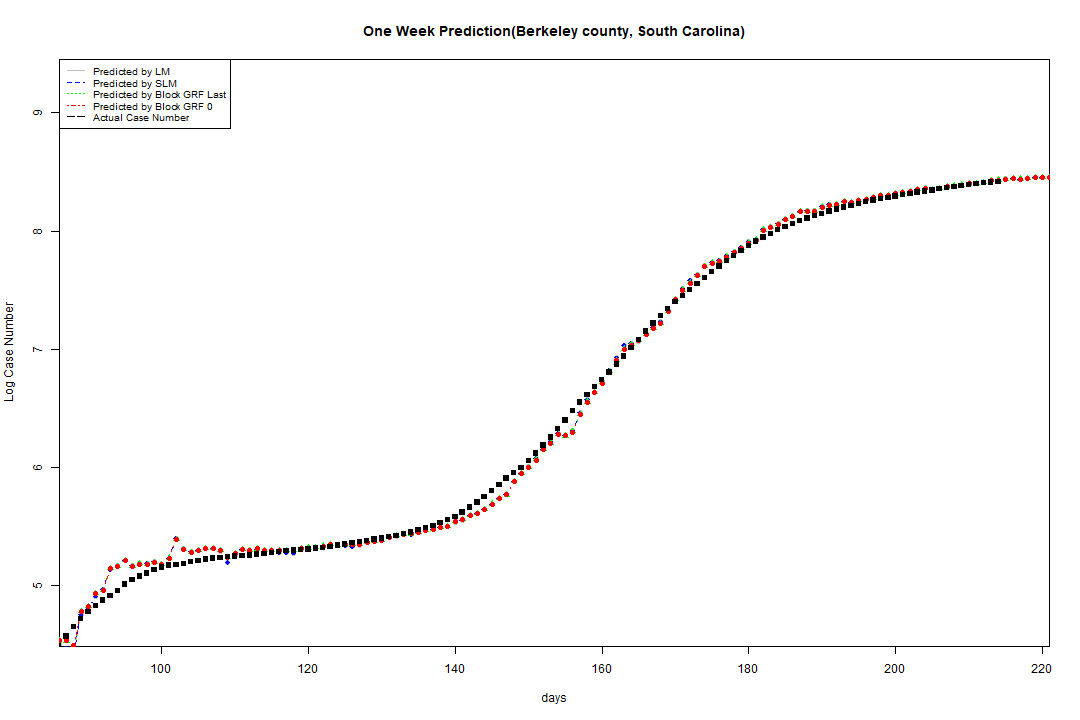 One Week Prediction(Berkeley county, South Carolina)
Predicted by LM
Predicted by SLM
Predicted by Block GRF Last
Predicted by Block GRF 0
Actual Case Number
9
8
7
6
5
Log Case Number
100 120 140 160 180 200 220
days